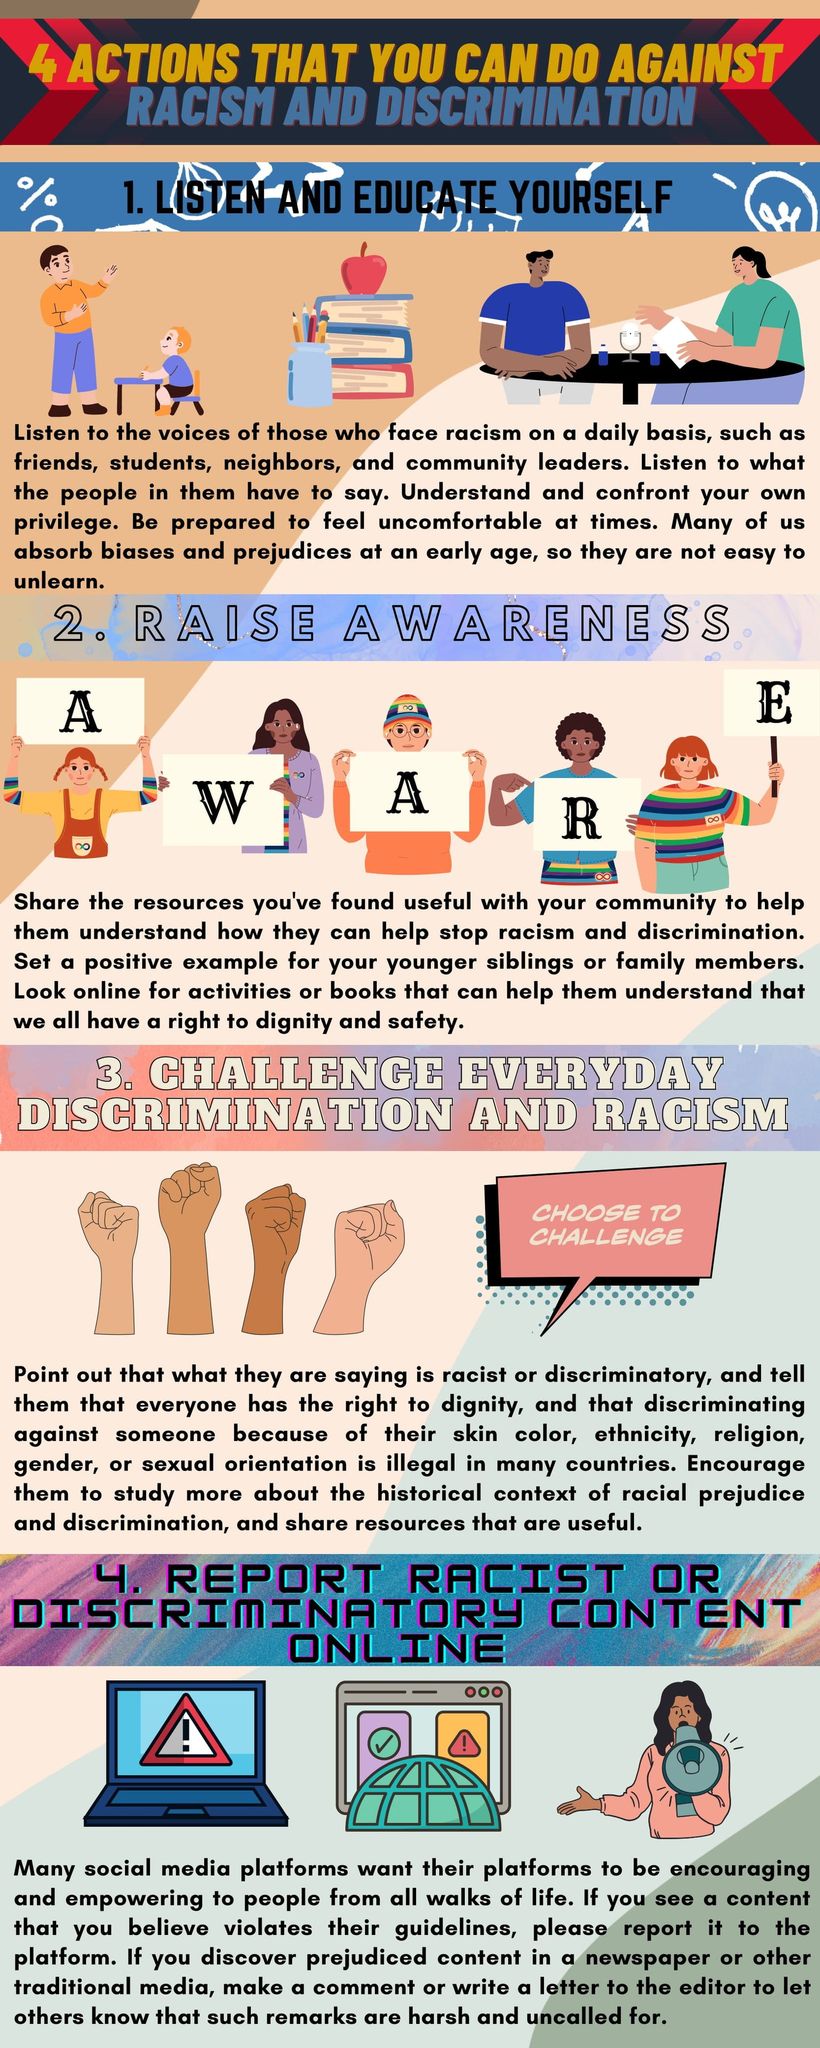 4 ACTIONS THAT YOU CAN DO AGAINST
RACISM AND DISCRIMINATION
1. LISTEN AND EDUCATE YOURSELF
Listen to the voices of those who face racism on a daily basis, such as
friends, students, neighbors, and community leaders. Listen to what
the people in them have to say. Understand and confront your own
privilege. Be prepared to feel uncomfortable at times. Many of us
absorb biases and prejudices at an early age, so they are not easy to
unlearn.
2. RAISE AWARENESS
A W A R E
Share the resources you've found useful with your community to help
them understand how they can help stop racism and discrimination.
Set a positive example for your younger siblings or family members.
Look online for activities or books that can help them understand that
we all have a right to dignity and safety.
3. CHALLENGE EVERYDAY
DISCRIMINATION AND RACISM
CHOOSE TO
CHALLENGE
Point out that what they are saying is racist or discriminatory, and tell
them that everyone has the right to dignity, and that discriminating
against someone because of their skin color, ethnicity, religion,
gender, or sexual orientation is illegal in many countries. Encourage
them to study more about the historical context of racial prejudice
and discrimination, and share resources that are useful.
4. REPORT RACIST OR
DISCRIMINATORY CONTENT
ONLINE
Many social media platforms want their platforms to be encouraging
and empowering to people from all walks of life. If you see a content
that you believe violates their guidelines, please report it to the
platform. If you discover prejudiced content in a newspaper or other
traditional media, make a comment or write a letter to the editor to let
others know that such remarks are harsh and uncalled for.